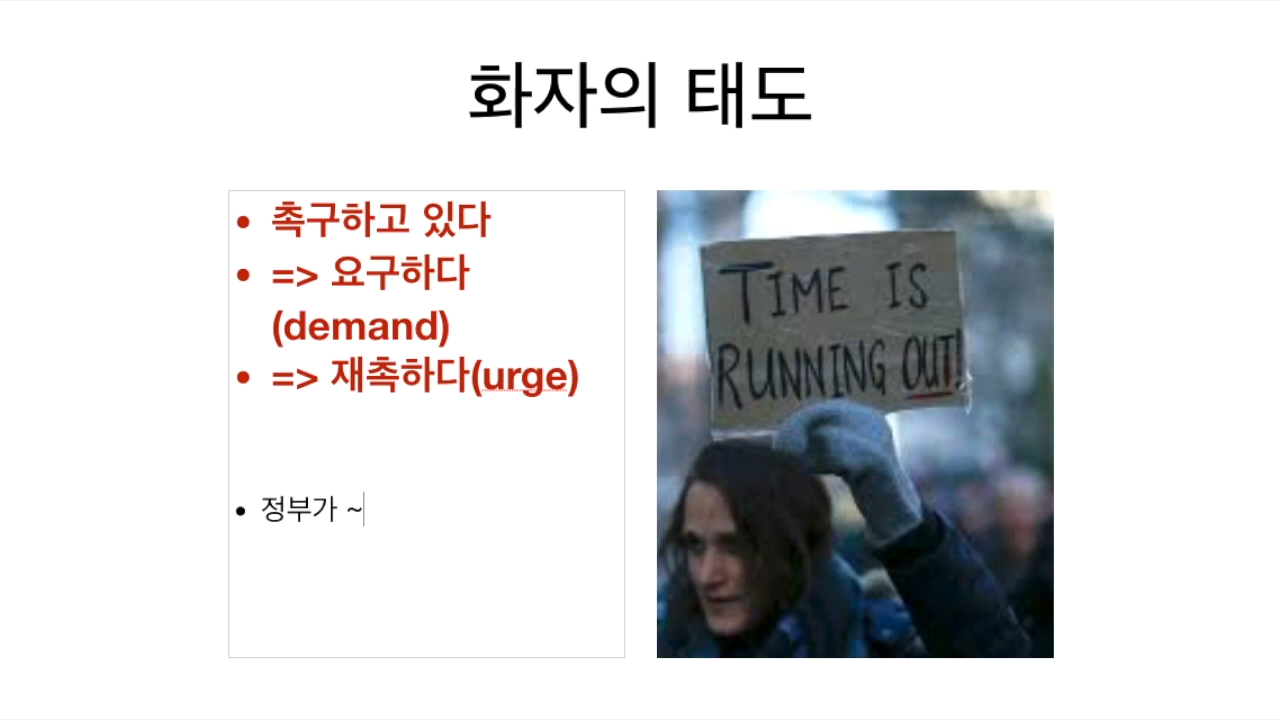 화자의 태도
• 촉구하고 있다
• => 요구하다
(demand)
• => 재촉하다(urge)
• 정부가 ~
TIME IS
RUNNING OUT!